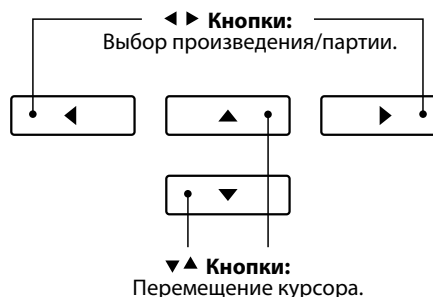 ◀ ▶ Кнопки:
Выбор произведения/партии.
◀ ▲ ▶
▼
▼▲ Кнопки:
Перемещение курсора.